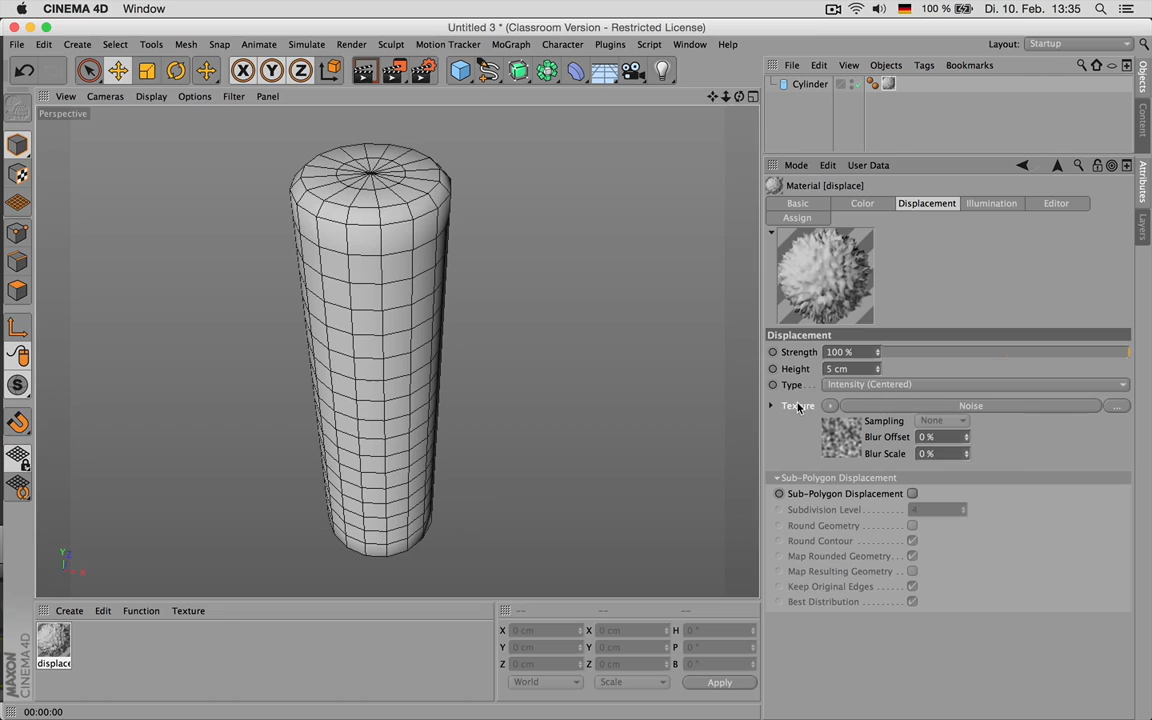 CINEMA 4D Window 100 % Di. 10. Feb. 13:35
Untitled 3 * (Classroom Version - Restricted License)
File Edit Create Select Tools Mesh Snap Animate Simulate Render Sculpt Motion Tracker MoGraph Character Plugins Script Window Help Layout: Startup
X Y Z
File Edit View Objects Tags Bookmarks
View Cameras Display Options Filter Panel
Cylinder
Perspective
Objects
Content
Attributes
Layers
Mode Edit User Data
Material [displace]
Basic Color Displacement Illumination Editor
Assign
Displacement
Strength 100 %
Height 5 cm
Type . . . Intensity (Centered)
Texture Noise ...
Sampling None
Blur Offset 0 %
Blur Scale 0 %
Sub-Polygon Displacement
Sub-Polygon Displacement
Subdivision Level . . . . . . . . . 4
Round Geometry . . . . . . . . . .
Round Contour . . . . . . . . . . .
Map Rounded Geometry. . .
Map Resulting Geometry . .
Keep Original Edges . . . . . . .
Best Distribution . . . . . . . . . .
S
Y
Z
X
Create Edit Function Texture
displace
-- -- --
X 0 cm X 0 cm H 0 °
Y 0 cm Y 0 cm P 0 °
Z 0 cm Z 0 cm B 0 °
World Scale Apply
MAXON CINEMA 4D
00:00:00